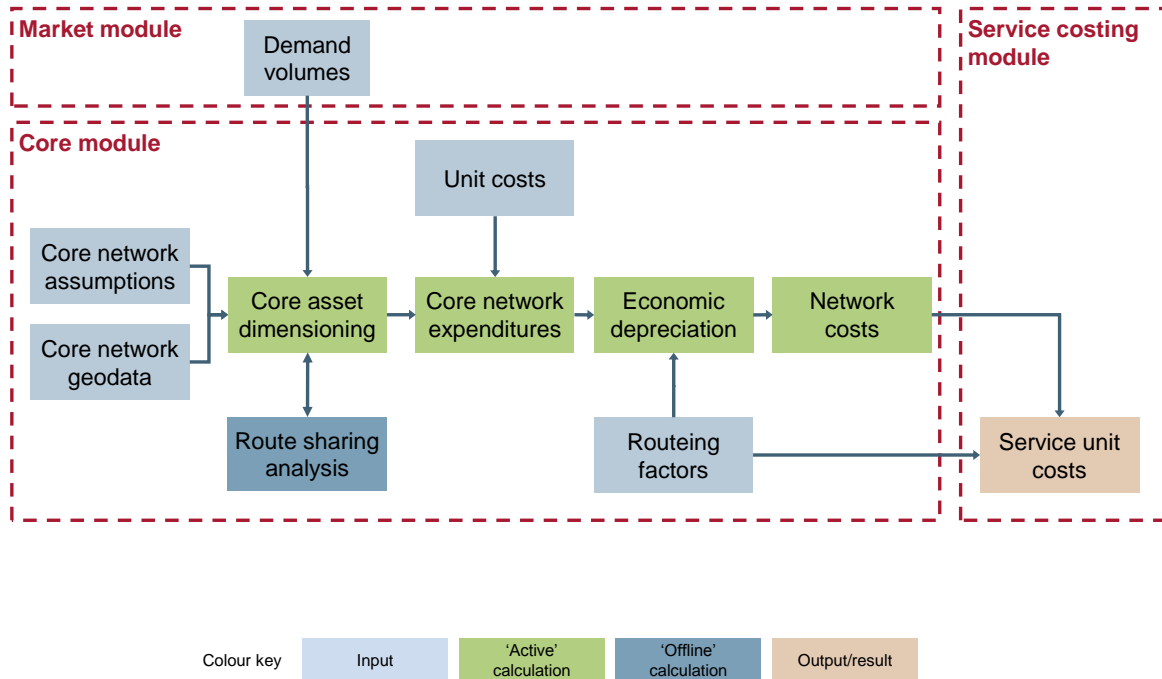 Market module
Demand
volumes
Service costing
module
Core module
Unit costs
Core network
assumptions
Core network
geodata
Core asset
dimensioning
Core network
expenditures
Economic
depreciation
Network
costs
Route sharing
analysis
Routeing
factors
Service unit
costs
Colour key
Input
‘Active’
calculation
‘Offline’
calculation
Output/result